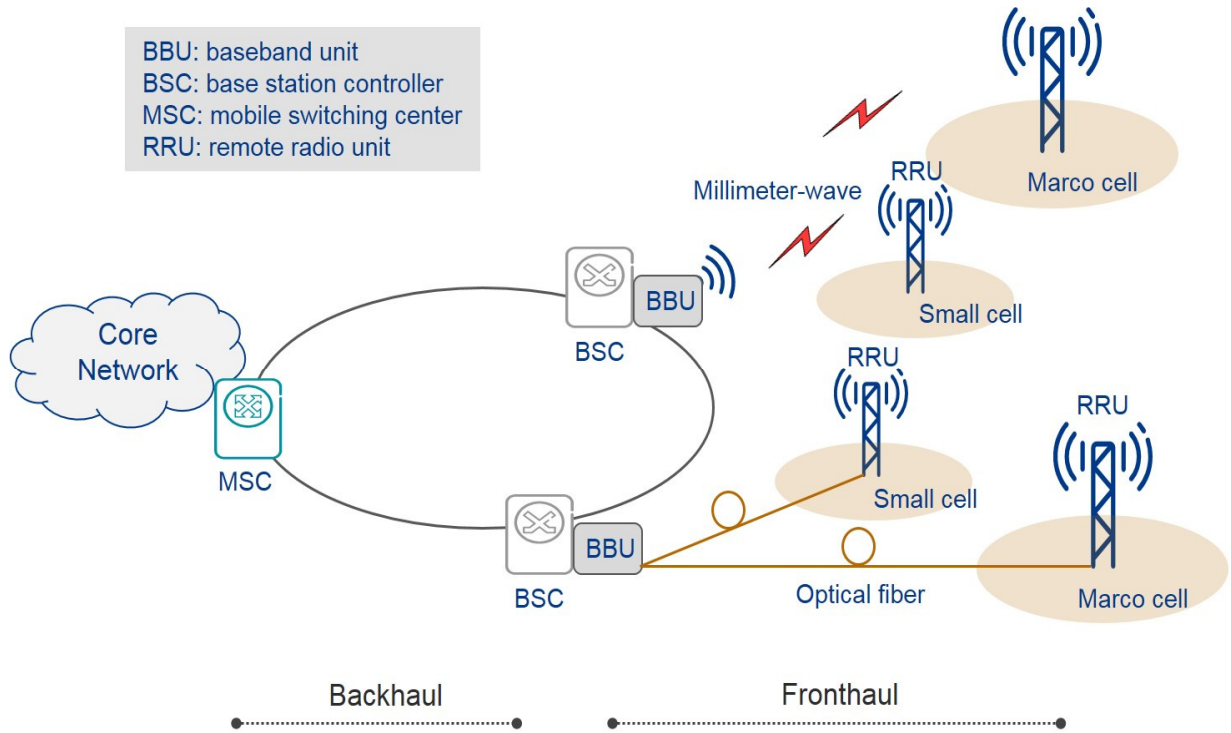 BBU: baseband unit
BSC: base station controller
MSC: mobile switching center
RRU: remote radio unit
Marco cell
RRU
Millimeter-wave
Small cell
BBU
BSC
Core
Network
MSC
RRU
Small cell
RRU
BBU
BSC
Optical fiber
Marco cell
Backhaul
Fronthaul